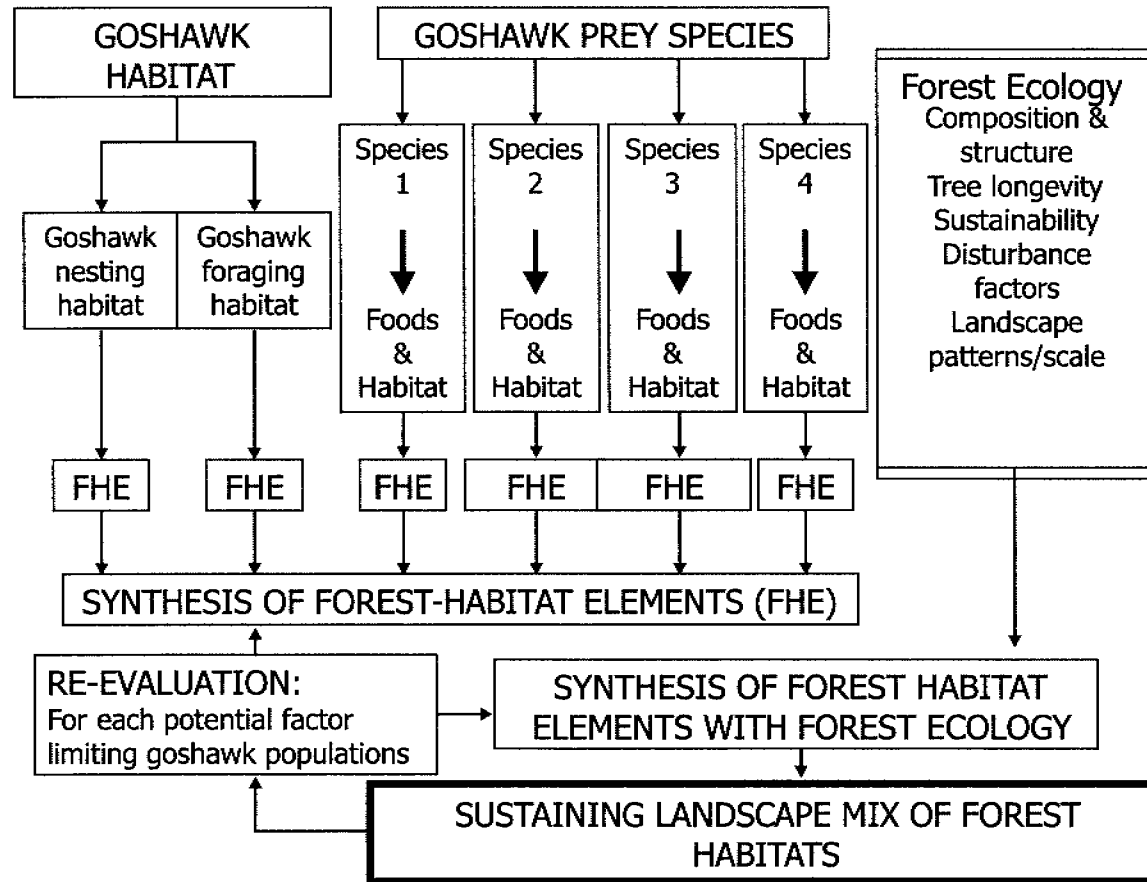 GOSHAWK
HABITAT
GOSHAWK PREY SPECIES
Forest Ecology
Composition &
structure
Tree longevity
Sustainability
Disturbance
factors
Landscape
patterns/scale
Species
1
Foods
&
Habitat
Species
2
Foods
&
Habitat
Species
3
Foods
&
Habitat
Species
4
Foods
&
Habitat
Goshawk
nesting
habitat
Goshawk
foraging
habitat
FHE
FHE
FHE
FHE
FHE
FHE
SYNTHESIS OF FOREST-HABITAT ELEMENTS (FHE)
RE-EVALUATION:
For each potential factor
limiting goshawk populations
SYNTHESIS OF FOREST HABITAT
ELEMENTS WITH FOREST ECOLOGY
SUSTAINING LANDSCAPE MIX OF FOREST
HABITATS